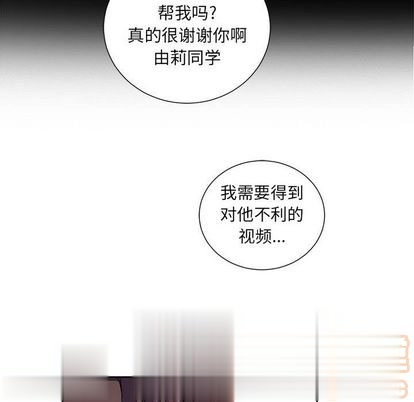 帮我吗?
真的很谢谢你啊
由莉同学
我需要得到
对他不利的
视频...